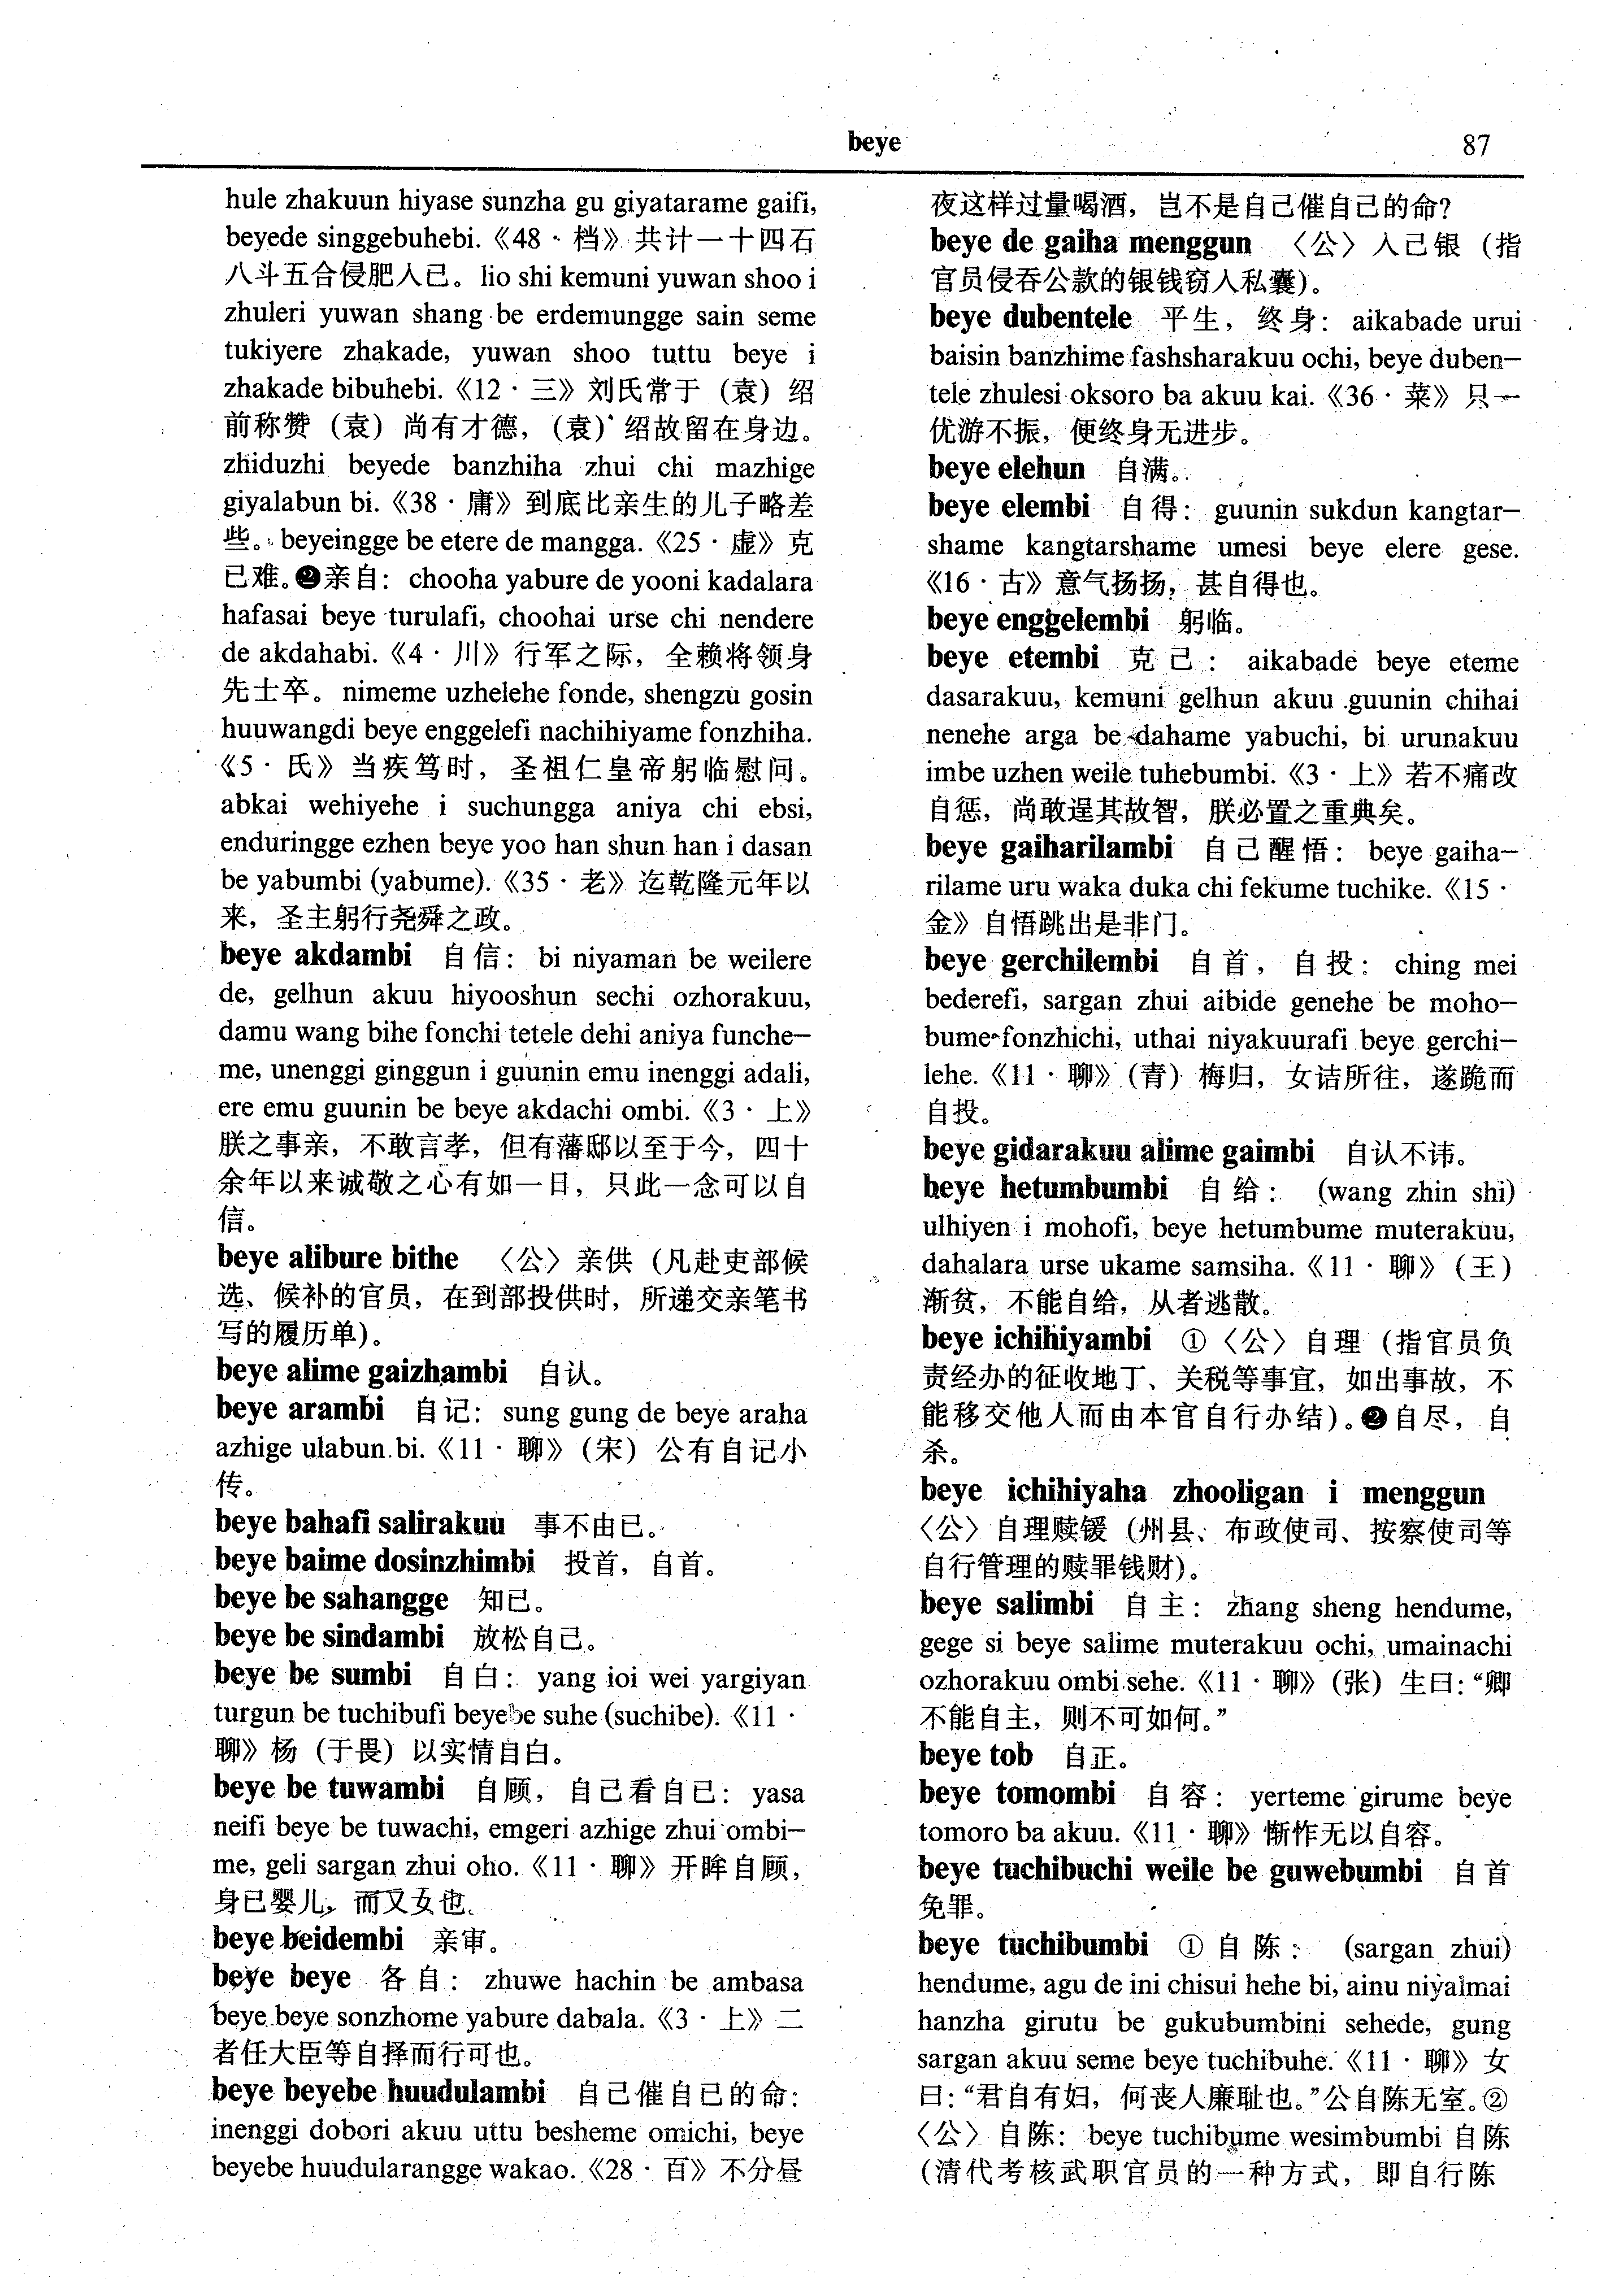 beye
87
hule zhakuun hiyase sunzha gu giyatarame gaifi,
beyede singgebuhebi.《48 · 档》共计一十四石
八斗五合侵肥人已。lio shi kemuni yuwan shoo i
zhuleri yuwan shang be erdemungge sain seme
tukiyere zhakade, yuwan shoo tuttu beye i
zhakade bibuhebi.《12 · 三》刘氏常于（袁）绍
前称赞（袁）尚有才德，（袁）绍故留在身边。
zhiduzhi beyede banzhiha zhui chi mazhige
giyalabun bi.《38 · 庸》到底比亲生的儿子略差
些。beyeingge be etere de mangga.《25 · 虚》克
已难。❷亲自：chooha yabure de yooni kadalara
hafasai beye turulafi, choohai urse chi nendere
de akdahabi.《4 · 川》行军之际，全赖将领身
先士卒。nimeme uzhelehe fonde, shengzu gosin
huuwangdi beye enggelefi nachihiyame fonzhiha.
《5 · 氏》当疾笃时，圣祖仁皇帝躬临慰问。
abkai wehiyehe i suchungga aniya chi ebsi,
enduringge ezhen beye yoo han shun han i dasan
be yabumbi (yabume).《35 · 老》迄乾隆元年以
来，圣主躬行尧舜之政。
beye akdambi 自信：bi niyaman be weilere
de, gelhun akuu hiyooshun sechi ozhorakuu,
damu wang bihe fonchi tetele dehi aniya funche–
me, unenggi ginggun i guunin emu inenggi adali,
ere emu guunin be beye akdachi ombi.《3 · 上》
朕之事亲，不敢言孝，但有藩邸以至于今，四十
余年以来诚敬之心有如一日，只此一念可以自
信。
beye alibure bithe 〈公〉亲供（凡赴吏部候
选、候补的官员，在到部投供时，所递交亲笔书
写的履历单）。
beye alime gaizhambi 自认。
beye arambi 自记：sung gung de beye araha
azhige ulabun bi.《11 · 聊》（宋）公有自记小
传。
beye bahafi salirakuu 事不由已。
beye baime dosinzhimbi 投首，自首。
beye be sahangge 知已。
beye be sindambi 放松自己。
beye be sumbi 自白：yang ioi wei yargiyan
turgun be tuchibufi beyebe suhe (suchibe).《11 ·
聊》杨（于畏）以实情自白。
beye be tuwambi 自顾，自己看自已：yasa
neifi beye be tuwachi, emgeri azhige zhui ombi–
me, geli sargan zhui oho.《11 · 聊》开眸自顾，
身已婴儿，而又女也。
beye beidembi 亲审。
beye beye 各自：zhuwe hachin be ambasa
beye beye sonzhome yabure dabala.《3 · 上》二
者任大臣等自择而行可也。
beye beyebe huudulambi 自己催自已的命：
inenggi dobori akuu uttu besheme omichi, beye
beyebe huudularangge wakao.《28 · 百》不分昼
夜这样过量喝酒，岂不是自己催自己的命？
beye de gaiha menggun 〈公〉人己银（指
官员侵吞公款的银钱窃人私囊）。
beye dubentele 平生，终身：aikabade urui
baisin banzhime fashsharakuu ochi, beye duben–
tele zhulesi oksoro ba akuu kai.《36 · 菜》只一
优游不振，便终身无进步。
beye elehun 自满。
beye elembi 自得：guunin sukdun kangtar–
shame kangtarshame umesi beye elere gese.
《16 · 古》意气扬扬，甚自得也。
beye enggelembi 躬临。
beye etembi 克己：aikabade beye eteme
dasarakuu, kemuni gelhun akuu guunin chihai
nenehe arga be dahame yabuchi, bi urunakuu
imbe uzhen weile tuhebumbi.《3 · 上》若不痛改
自惩，尚敢逞其故智，朕必置之重典矣。
beye gaiharilambi 自己醒悟：beye gaiha–
rilame uru waka duka chi fekume tuchike.《15 ·
金》自悟跳出是非门。
beye gerchilembi 自首，自投：ching mei
bederefi, sargan zhui aibide genehe be moho–
bume fonzhichi, uthai niyakuurafi beye gerchi–
lehe.《11 · 聊》（青）梅归，女诘所往，遂跪而
自投。
beye gidarakuu alime gaimbi 自认不讳。
beye hetumbumbi 自给：(wang zhin shi)
ulhiyen i mohofi, beye hetumbume muterakuu,
dahalara urse ukame samsiha.《11 · 聊》（王）
渐贫，不能自给，从者逃散。
beye ichihiyambi ①〈公〉自理（指官员负
责经办的征收地丁、关税等事宜，如出事故，不
能移交他人而由本官自行办结）。❷自尽，自
杀。
beye ichihiyaha zhooligan i menggun
〈公〉自理赎锾（州县、布政使司、按察使司等
自行管理的赎罪钱财）。
beye salimbi 自主：zhang sheng hendume,
gege si beye salime muterakuu ochi, umainachi
ozhorakuu ombi sehe.《11 · 聊》（张）生曰：“卿
不能自主，则不可如何。”
beye tob 自正。
beye tomombi 自容：yerteme girume beye
tomoro ba akuu.《11 · 聊》惭怍无以自容。
beye tuchibuchi weile be guwebumbi 自首
免罪。
beye tuchibumbi ①自陈：(sargan zhui)
hendume, agu de ini chisui hehe bi, ainu niyalmai
hanzha girutu be gukubumbini sehede, gung
sargan akuu seme beye tuchibuhe.《11 · 聊》女
曰：“君自有妇，何丧人廉耻也。”公自陈无室。②
〈公〉自陈：beye tuchibume wesimbumbi 自陈
（清代考核武职官员的一种方式，即自行陈